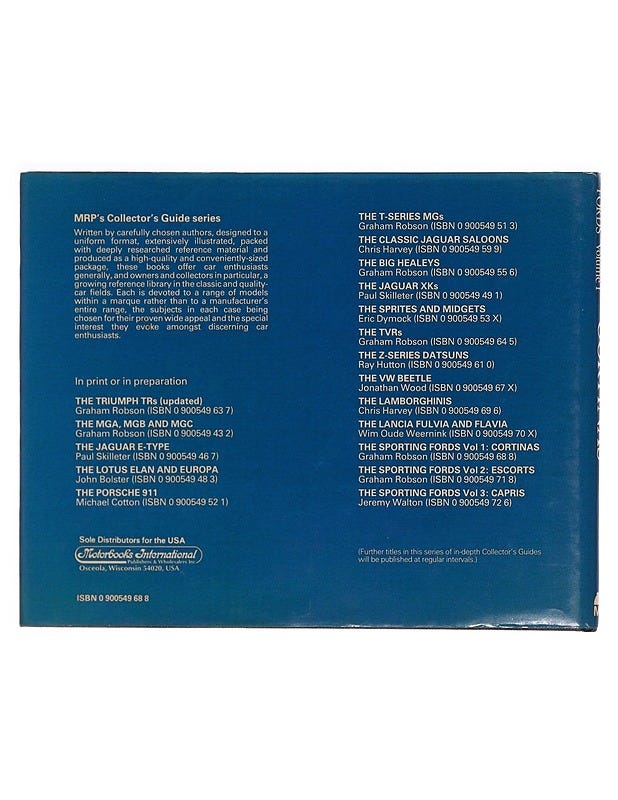 MRP's Collector's Guide series
Written by carefully chosen authors, designed to a
uniform format, extensively illustrated, packed
with deeply researched reference material and
produced as a high-quality and conveniently-sized
package, these books offer car enthusiasts
generally, and owners and collectors in particular, a
growing reference library in the classic and quality-
car fields. Each is devoted to a range of models
within a marque rather than to a manufacturer's
entire range, the subjects in each case being
chosen for their proven wide appeal and the special
interest they evoke amongst discerning car
enthusiasts.
In print or in preparation
THE TRIUMPH TRs (updated)
Graham Robson (ISBN 0 900549 63 7)
THE MGA, MGB AND MGC
Graham Robson (ISBN 0 900549 43 2)
THE JAGUAR E-TYPE
Paul Skilleter (ISBN 0 900549 46 7)
THE LOTUS ELAN AND EUROPA
John Bolster (ISBN 0 900549 48 3)
THE PORSCHE 911
Michael Cotton (ISBN 0 900549 52 1)
Sole Distributors for the USA
Motorbooks International
Publishers & Wholesalers Inc
Osceola, Wisconsin 54020, USA
ISBN 0 900549 68 8
THE T-SERIES MGs
Graham Robson (ISBN 0 900549 51 3)
THE CLASSIC JAGUAR SALOONS
Chris Harvey (ISBN 0 900549 59 9)
THE BIG HEALEYS
Graham Robson (ISBN 0 900549 55 6)
THE JAGUAR XKs
Paul Skilleter (ISBN 0 900549 49 1)
THE SPRITES AND MIDGETS
Eric Dymock (ISBN 0 900549 53 X)
THE TVRs
Graham Robson (ISBN 0 900549 64 5)
THE Z-SERIES DATSUNS
Ray Hutton (ISBN 0 900549 61 0)
THE VW BEETLE
Jonathan Wood (ISBN 0 900549 67 X)
THE LAMBORGHINIS
Chris Harvey (ISBN 0 900549 69 6)
THE LANCIA FULVIA AND FLAVIA
Wim Oude Weernink (ISBN 0 900549 70 X)
THE SPORTING FORDS Vol 1: CORTINAS
Graham Robson (ISBN 0 900549 68 8)
THE SPORTING FORDS Vol 2: ESCORTS
Graham Robson (ISBN 0 900549 71 8)
THE SPORTING FORDS Vol 3: CAPRIS
Jeremy Walton (ISBN 0 900549 72 6)
(Further titles in this series of in-depth Collector's Guides
will be published at regular intervals.)